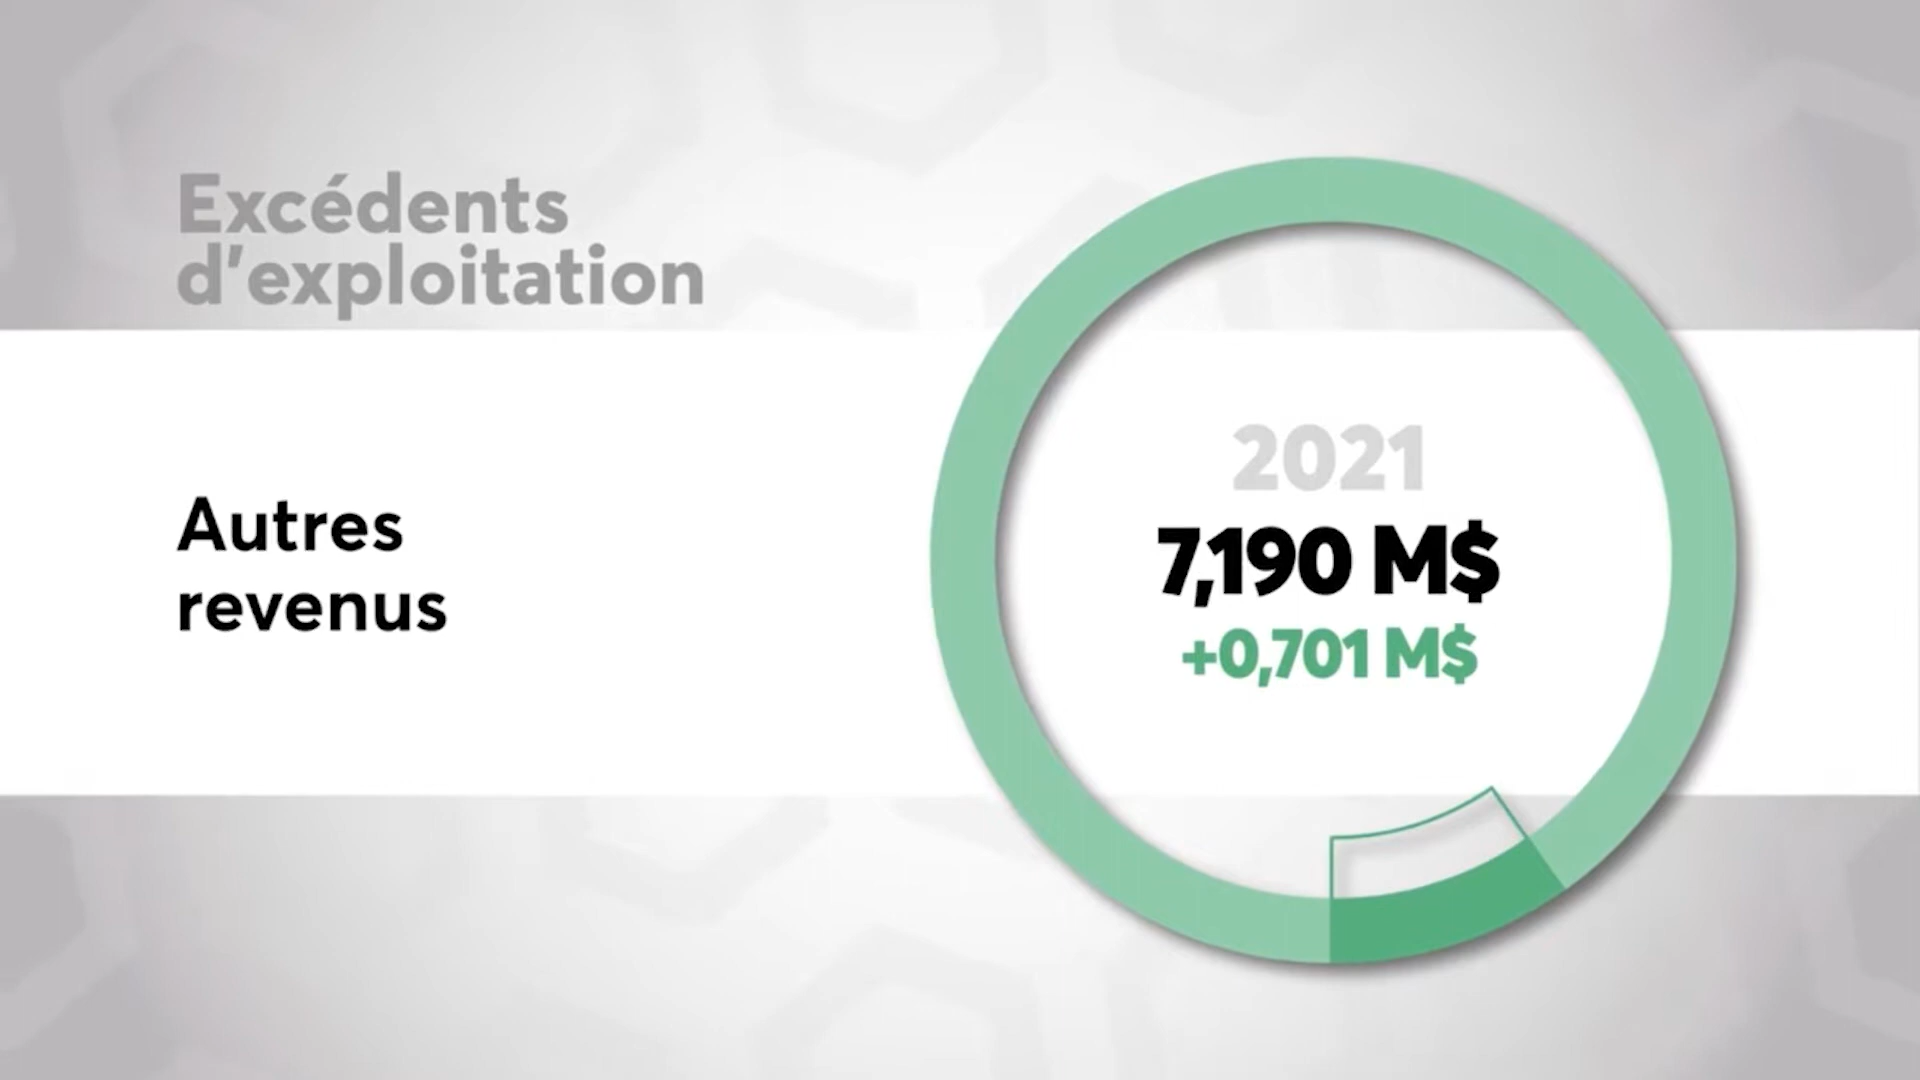 Excédents
d'exploitation
Autres
revenus
2021
7,190 M$
+0,701 M$